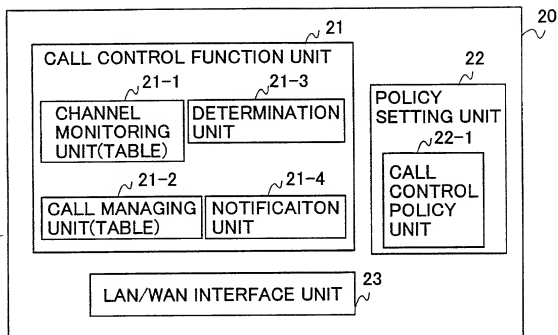 20
21
CALL CONTROL FUNCTION UNIT
21-1
CHANNEL
MONITORING
UNIT(TABLE)
21-3
DETERMINATION
UNIT
21-2
CALL MANAGING
UNIT(TABLE)
21-4
NOTIFICAITON
UNIT
22
POLICY
SETTING UNIT
22-1
CALL
CONTROL
POLICY
UNIT
LAN/WAN INTERFACE UNIT
23